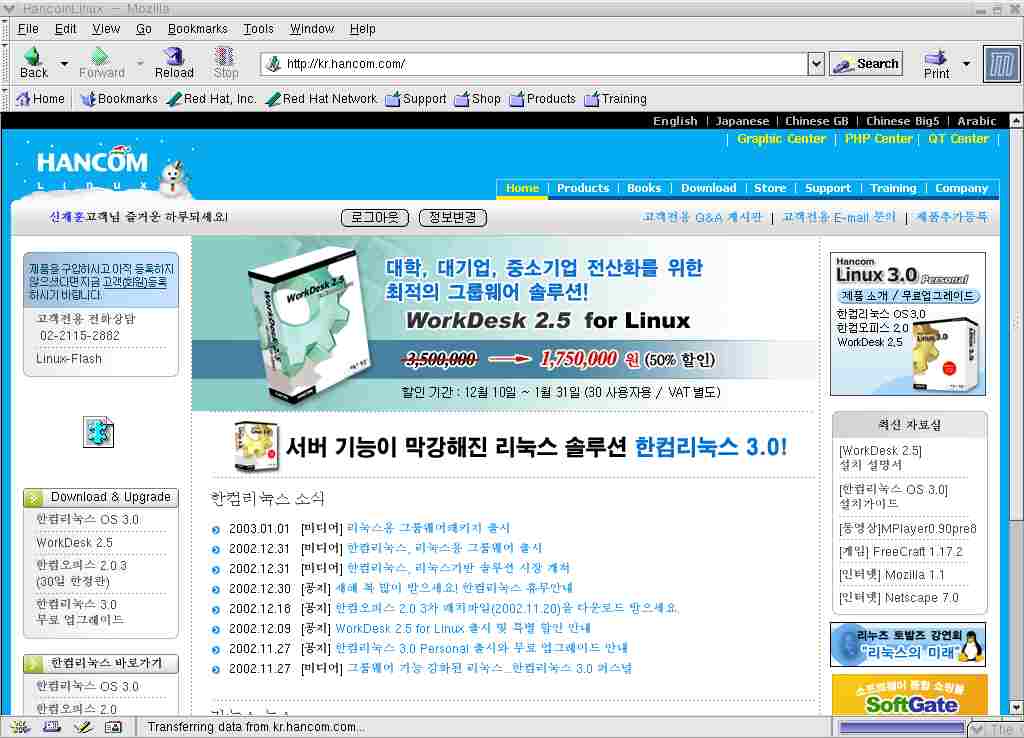 HancomLinux - Mozilla
File Edit View Go Bookmarks Tools Window Help
Back Forward Reload Stop http://kr.hancom.com/ Search Print
Home Bookmarks Red Hat, Inc. Red Hat Network Support Shop Products Training
English | Japanese | Chinese GB | Chinese Big5 | Arabic
| Graphic Center | PHP Center | QT Center |
HANCOM
LINUX
Home | Products | Books | Download | Store | Support | Training | Company
신재훈고객님 즐거운 하루되세요!
로그아웃 정보변경
고객전용 Q&A 게시판 | 고객전용 E-mail 문의 | 제품추가등록
제품을 구입하시고 아직 등록하지
않으셨다면 지금 고객(회원)등록
하시기 바랍니다.
고객전용 전화상담
02-2115-2882
Linux-Flash
WorkDesk 2.5
WorkDesk 2.5
대학, 대기업, 중소기업 전산화를 위한
최적의 그룹웨어 솔루션!
WorkDesk 2.5 for Linux
3,500,000 → 1,750,000 원 (50% 할인)
할인 기간 : 12월 10일 ~ 1월 31일 (30 사용자용 / VAT 별도)
서버 기능이 막강해진 리눅스 솔루션 한컴리눅스 3.0!
Hancom
Linux 3.0 Personal
제품 소개 / 무료업그레이드
한컴리눅스 OS 3.0
한컴오피스 2.0
WorkDesk 2.5
Linux 3.0
Download & Upgrade
한컴리눅스 OS 3.0
WorkDesk 2.5
한컴오피스 2.0.3
(30일 한정판)
한컴리눅스 3.0
무료 업그레이드
한컴리눅스 바로가기
한컴리눅스 OS 3.0
한컴오피스 2.0
한컴리눅스 소식
2003.01.01 [미디어] 리눅스용 그룹웨어패키지 출시
2002.12.31 [미디어] 한컴리눅스, 리눅스용 그룹웨어 출시
2002.12.31 [미디어] 한컴리눅스, 리눅스기반 솔루션 시장 개척
2002.12.30 [공지] 새해 복 많이 받으세요! 한컴리눅스 휴무안내
2002.12.18 [공지] 한컴오피스 2.0 3차 패치파일(2002.11.20)을 다운로드 받으세요.
2002.12.09 [공지] WorkDesk 2.5 for Linux 출시 및 특별 할인 안내
2002.11.27 [공지] 한컴리눅스 3.0 Personal 출시와 무료 업그레이드 안내
2002.11.27 [미디어] 그룹웨어 기능 강화된 리눅스...한컴리눅스 3.0 퍼스널
최신 자료실
[WorkDesk 2.5]
설치 설명서
[한컴리눅스 OS 3.0]
설치가이드
[동영상]MPlayer0.90pre8
[게임] FreeCraft 1.17.2
[인터넷] Mozilla 1.1
[인터넷] Netscape 7.0
리누즈 토발즈 강연회
"리눅스의 미래"
소프트웨어 통합 쇼핑몰
SoftGate
Transferring data from kr.hancom.com...
The